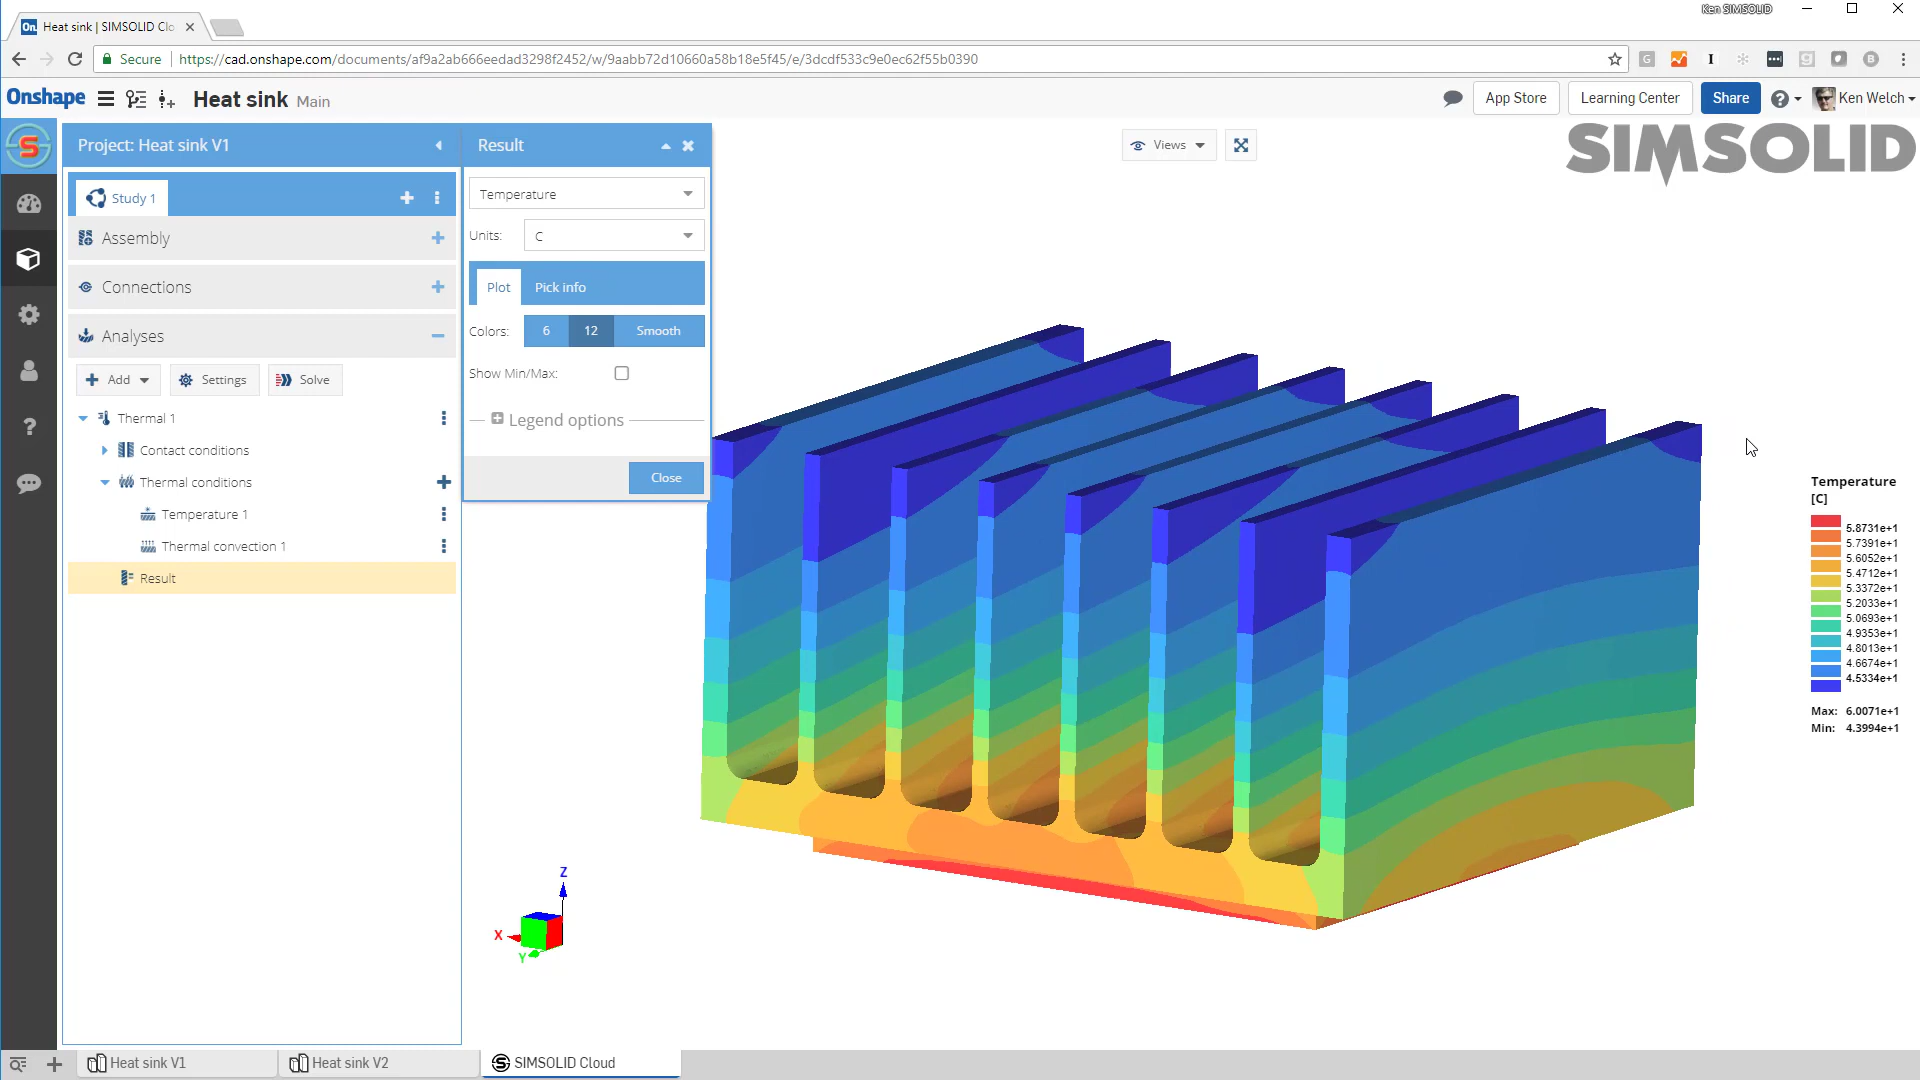 Ken SIMSOLID
On. Heat sink | SIMSOLID Clo
Secure https://cad.onshape.com/documents/af9a2ab666eedad3298f2452/w/9aabb72d10660a58b18e5f45/e/3dcdf533c9e0ec62f55b0390
Onshape Heat sink Main App Store Learning Center Share Ken Welch
SIMSOLID
Project: Heat sink V1
Result
Views
Study 1
Temperature
Assembly
Units: C
Connections
Plot Pick info
Analyses
Colors: 6 12 Smooth
Add Settings Solve
Show Min/Max:
Thermal 1
Legend options
Contact conditions
Close
Thermal conditions
Temperature 1
Thermal convection 1
Result
Temperature
[C]
5.8731e+1
5.7391e+1
5.6052e+1
5.4712e+1
5.3372e+1
5.2033e+1
5.0693e+1
4.9353e+1
4.8013e+1
4.6674e+1
4.5334e+1
Max: 6.0071e+1
Min: 4.3994e+1
Z
X
Y
Heat sink V1 Heat sink V2 SIMSOLID Cloud